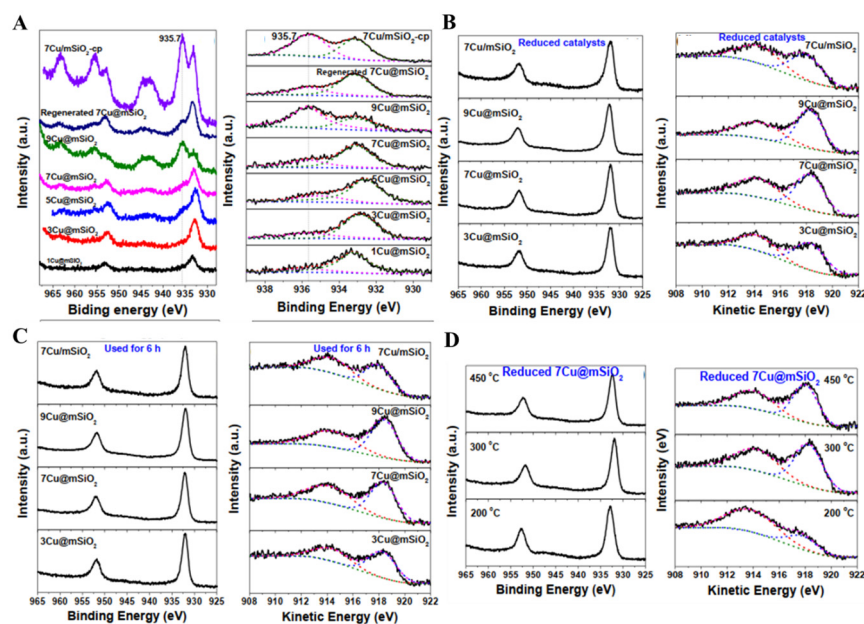 A
935.7
7Cu/mSiO2-cp
Regenerated 7Cu@mSiO2
9Cu@mSiO2
7Cu@mSiO2
5Cu@mSiO2
3Cu@mSiO2
1Cu@mSiO2
Intensity (a.u.)
965 960 955 950 945 940 935 930
Binding energy (eV)
935.7
7Cu/mSiO2-cp
Regenerated 7Cu@mSiO2
9Cu@mSiO2
7Cu@mSiO2
5Cu@mSiO2
3Cu@mSiO2
1Cu@mSiO2
Intensity (a.u.)
938 936 934 932 930
Binding energy (eV)
B
Reduced catalysts
7Cu/mSiO2
9Cu@mSiO2
7Cu@mSiO2
3Cu@mSiO2
Intensity (a.u.)
965 960 955 950 945 940 935 930 925
Binding Energy (eV)
7Cu/mSiO2
9Cu@mSiO2
7Cu@mSiO2
3Cu@mSiO2
Intensity (a.u.)
908 910 912 914 916 918 920 922
Kinetic Energy (eV)
C
Used for 6 h
7Cu/mSiO2
9Cu@mSiO2
7Cu@mSiO2
3Cu@mSiO2
Intensity (a.u.)
965 960 955 950 945 940 935 930 925
Binding Energy (eV)
Used for 6 h
7Cu/mSiO2
9Cu@mSiO2
7Cu@mSiO2
3Cu@mSiO2
Intensity (a.u.)
908 910 912 914 916 918 920 922
Kinetic Energy (eV)
D
Reduced 7Cu@mSiO2
450 °C
300 °C
200 °C
Intensity (a.u.)
965 960 955 950 945 940 935 930 925
Binding Energy (eV)
Reduced 7Cu@mSiO2
450 °C
300 °C
200 °C
Intensity (eV)
908 910 912 914 916 918 920 922
Kinetic Energy (eV)